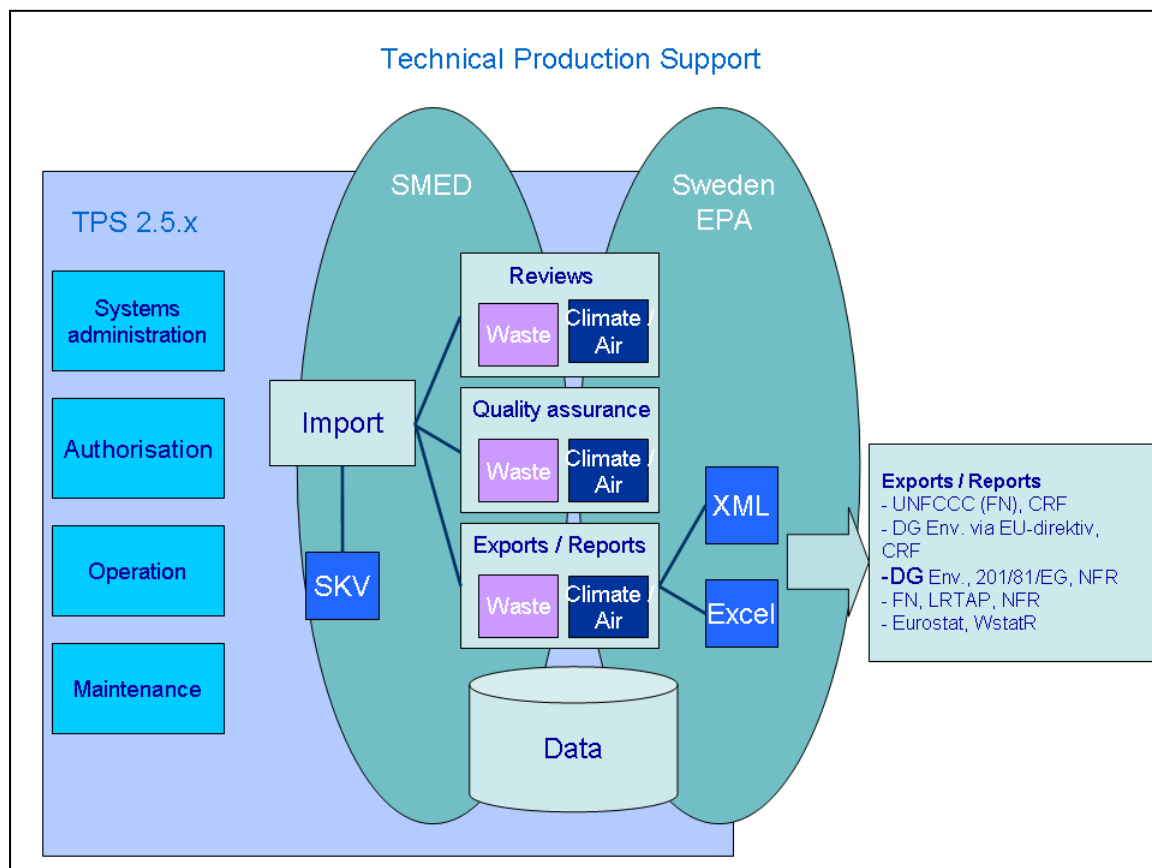 Technical Production Support
TPS 2.5.x
Systems
administration
Authorisation
Operation
Maintenance
SMED
Sweden
EPA
Import
SKV
Reviews
Waste
Climate /
Air
Quality assurance
Waste
Climate /
Air
Exports / Reports
Waste
Climate /
Air
XML
Excel
Data
Exports / Reports
- UNFCCC (FN), CRF
- DG Env. via EU-direktiv,
CRF
-DG Env., 201/81/EG, NFR
- FN, LRTAP, NFR
- Eurostat, WstatR